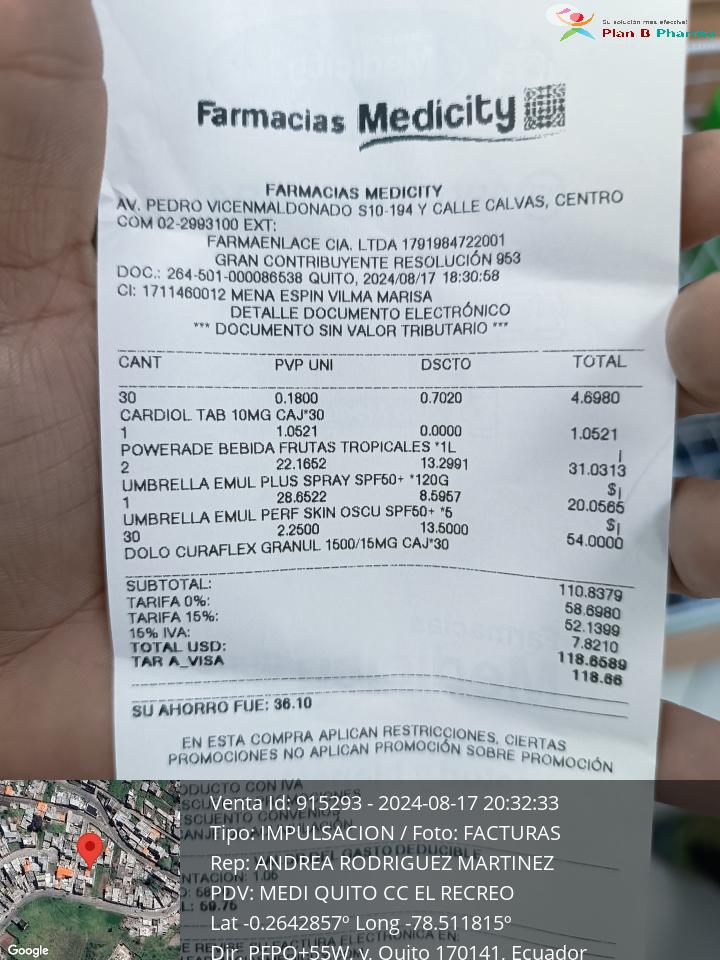 Su solución mas efectiva!
Plan B Pharma
Farmacias Medicity
FARMACIAS MEDICITY
AV. PEDRO VICENMALDONADO S10-194 Y CALLE CALVAS, CENTRO
COM 02-2993100 EXT:
FARMAENLACE CIA. LTDA 1791984722001
GRAN CONTRIBUYENTE RESOLUCIÓN 953
DOC.: 264-501-000086538 QUITO, 2024/08/17 18:30:58
CI: 1711460012 MENA ESPIN VILMA MARISA
DETALLE DOCUMENTO ELECTRÓNICO
*** DOCUMENTO SIN VALOR TRIBUTARIO ***
CANT PVP UNI DSCTO TOTAL
30 0.1800 0.7020 4.6980
CARDIOL TAB 10MG CAJ*30
1 1.0521 0.0000 1.0521
POWERADE BEBIDA FRUTAS TROPICALES *1L
2 22.1652 13.2991 31.0313
UMBRELLA EMUL PLUS SPRAY SPF50+ *120G
1 28.6522 8.5957 20.0565
UMBRELLA EMUL PERF SKIN OSCU SPF50+ *5
30 2.2500 13.5000 54.0000
DOLO CURAFLEX GRANUL 1500/15MG CAJ*30
SUBTOTAL: 110.8379
TARIFA 0%: 58.6980
TARIFA 15%: 52.1399
15% IVA: 7.8210
TOTAL USD: 118.6589
TAR A_VISA 118.66
SU AHORRO FUE: 36.10
EN ESTA COMPRA APLICAN RESTRICCIONES, CIERTAS
PROMOCIONES NO APLICAN PROMOCIÓN SOBRE PROMOCIÓN
Venta Id: 915293 - 2024-08-17 20:32:33
Tipo: IMPULSACION / Foto: FACTURAS
Rep: ANDREA RODRIGUEZ MARTINEZ
PDV: MEDI QUITO CC EL RECREO
Lat -0.2642857º Long -78.511815º
Dir. PFPQ+55W, v. Quito 170141, Ecuador
Google